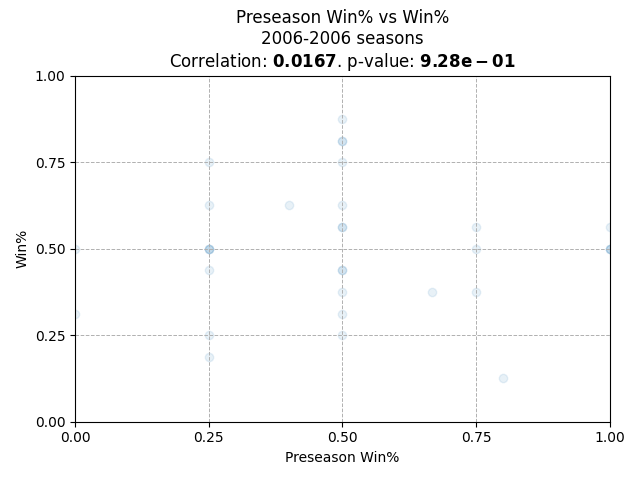 Preseason Win% vs Win%
2006-2006 seasons
Correlation: 0.0167. p-value: 9.28e − 01
1.00
0.75
0.50
0.25
0.00
Win%
0.00 0.25 0.50 0.75 1.00
Preseason Win%